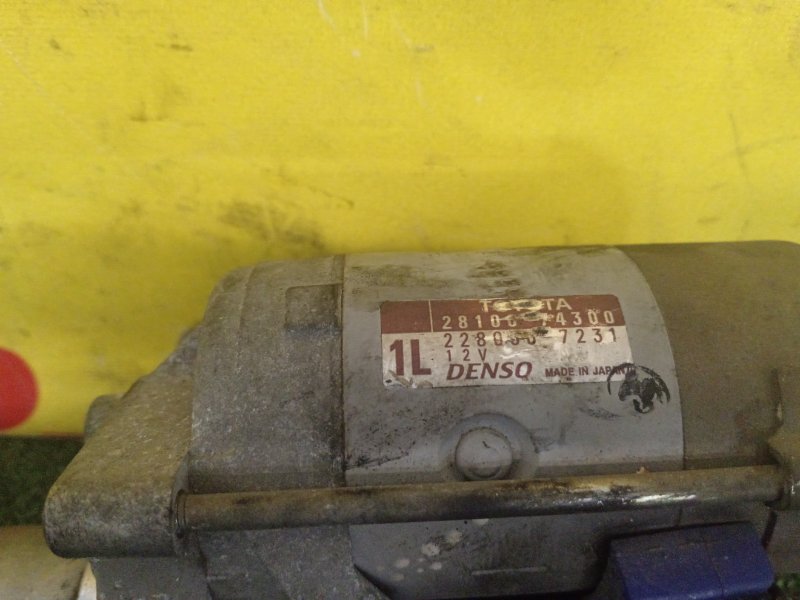 TOYOTA
28100-74300
228000-7231
1L
12V
DENSO MADE IN JAPAN